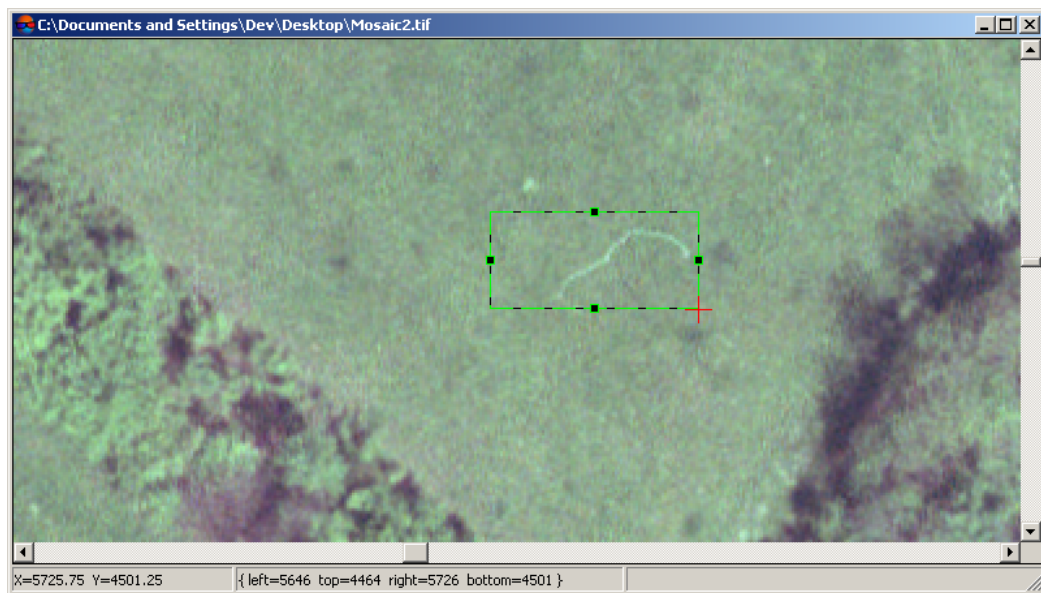 C:\Documents and Settings\Dev\Desktop\Mosaic2.tif
X=5725.75 Y=4501.25
{ left=5646 top=4464 right=5726 bottom=4501 }